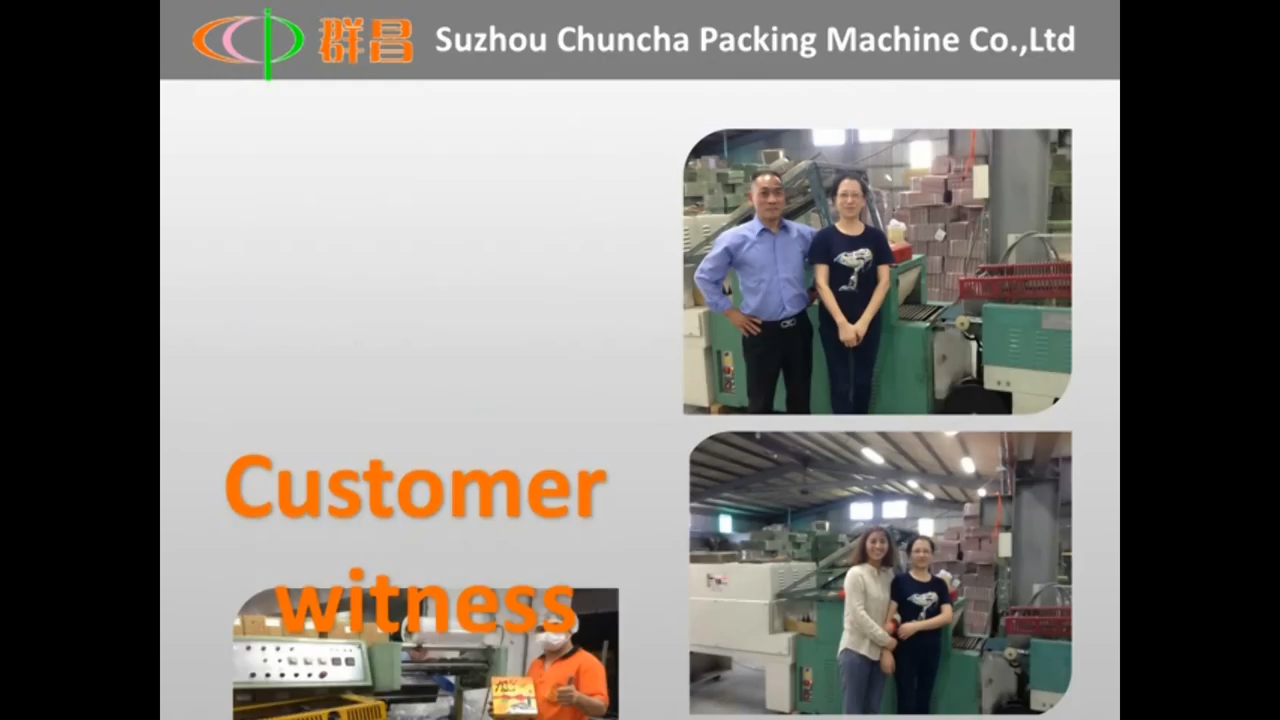 群昌 Suzhou Chuncha Packing Machine Co.,Ltd
Customer
witness